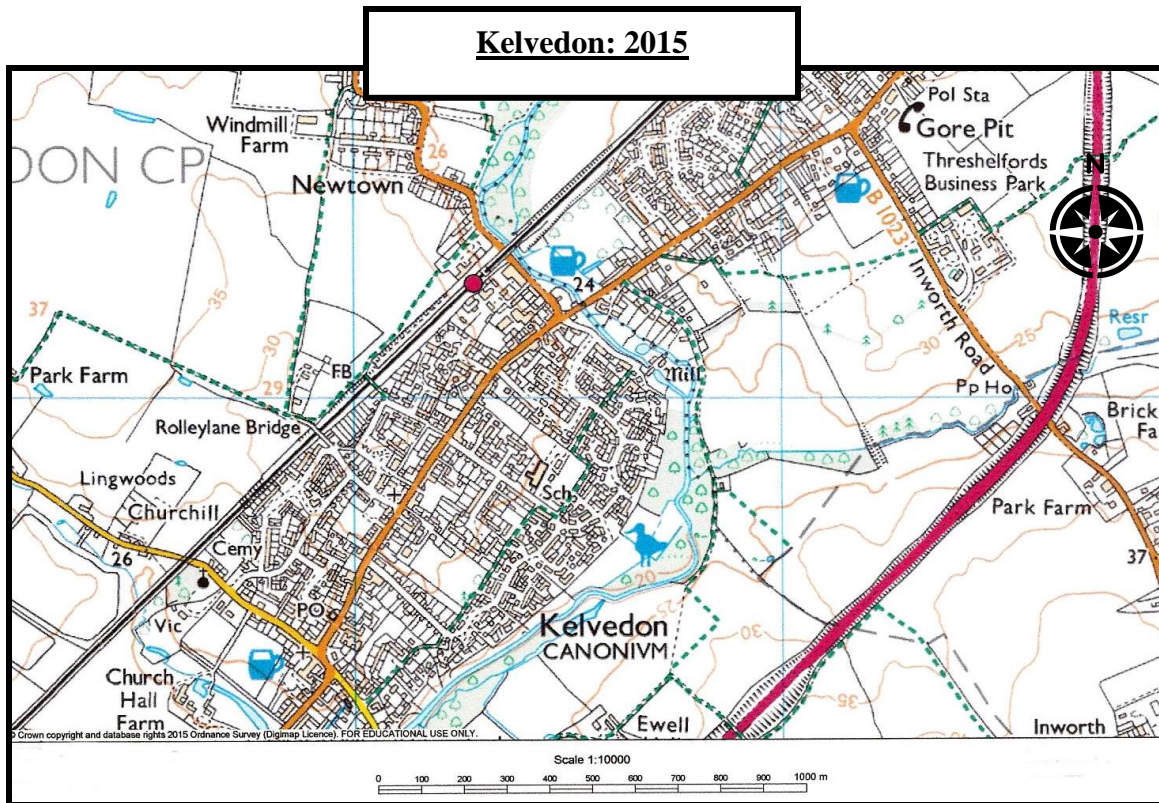 Kelvedon: 2015
Pol Sta
Gore Pit
Windmill
Farm
26
DON CP
Newtown
Threshelfords
Business Park
N
B 1023
Inworth Road
35
24
37
30
29
FB
Park Farm
Rolleylane Bridge
Mill
30
25
Resr
Pp Ho
Brick
Fa
Lingwoods
Churchill
Sch
Park Farm
26
Cemy
37
PO
Vic
20
25
Kelvedon
CANONIVM
30
Church
Hall
Farm
35
Ewell
Inworth
Crown copyright and database rights 2015 Ordnance Survey (Digimap Licence). FOR EDUCATIONAL USE ONLY.
Scale 1:10000
0 100 200 300 400 500 600 700 800 900 1000 m